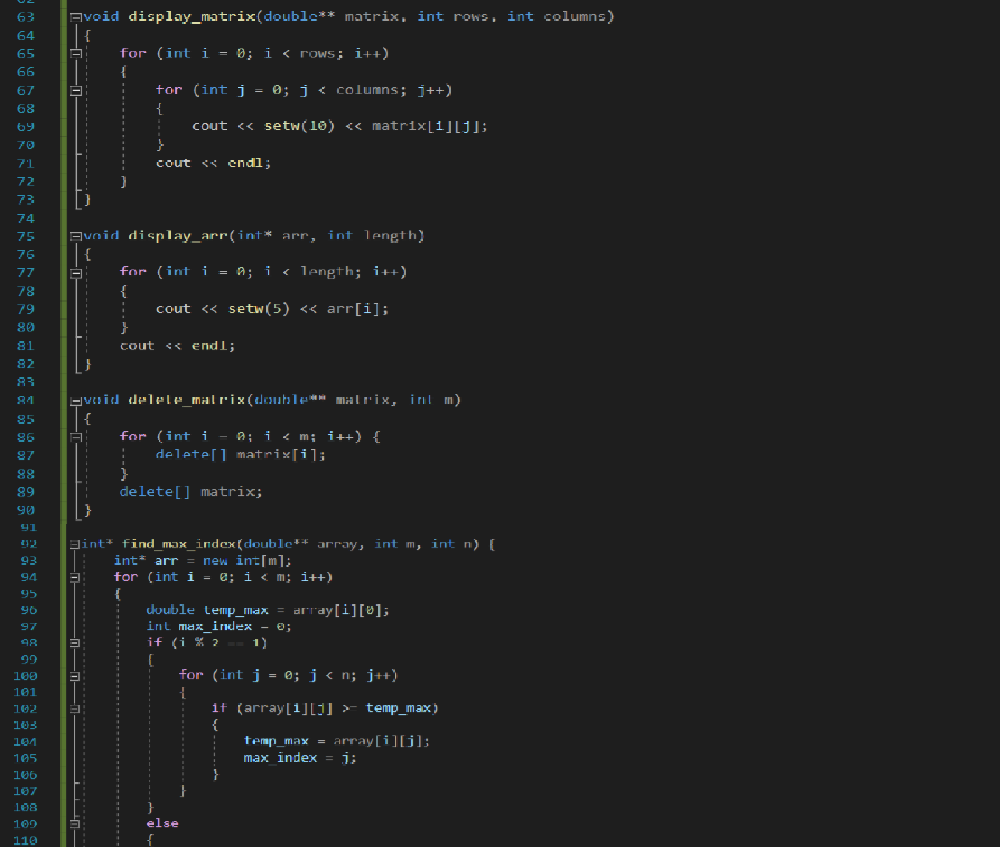 62
63 void display_matrix(double** matrix, int rows, int columns)
64 {
65 for (int i = 0; i < rows; i++)
66 {
67 for (int j = 0; j < columns; j++)
68 {
69 cout << setw(10) << matrix[i][j];
70 }
71 cout << endl;
72 }
73 }
74
75 void display_arr(int* arr, int length)
76 {
77 for (int i = 0; i < length; i++)
78 {
79 cout << setw(5) << arr[i];
80 }
81 cout << endl;
82 }
83
84 void delete_matrix(double** matrix, int m)
85 {
86 for (int i = 0; i < m; i++) {
87 delete[] matrix[i];
88 }
89 delete[] matrix;
90 }
91
92 int* find_max_index(double** array, int m, int n) {
93 int* arr = new int[m];
94 for (int i = 0; i < m; i++)
95 {
96 double temp_max = array[i][0];
97 int max_index = 0;
98 if (i % 2 == 1)
99 {
100 for (int j = 0; j < n; j++)
101 {
102 if (array[i][j] >= temp_max)
103 {
104 temp_max = array[i][j];
105 max_index = j;
106 }
107 }
108 }
109 else
110 {